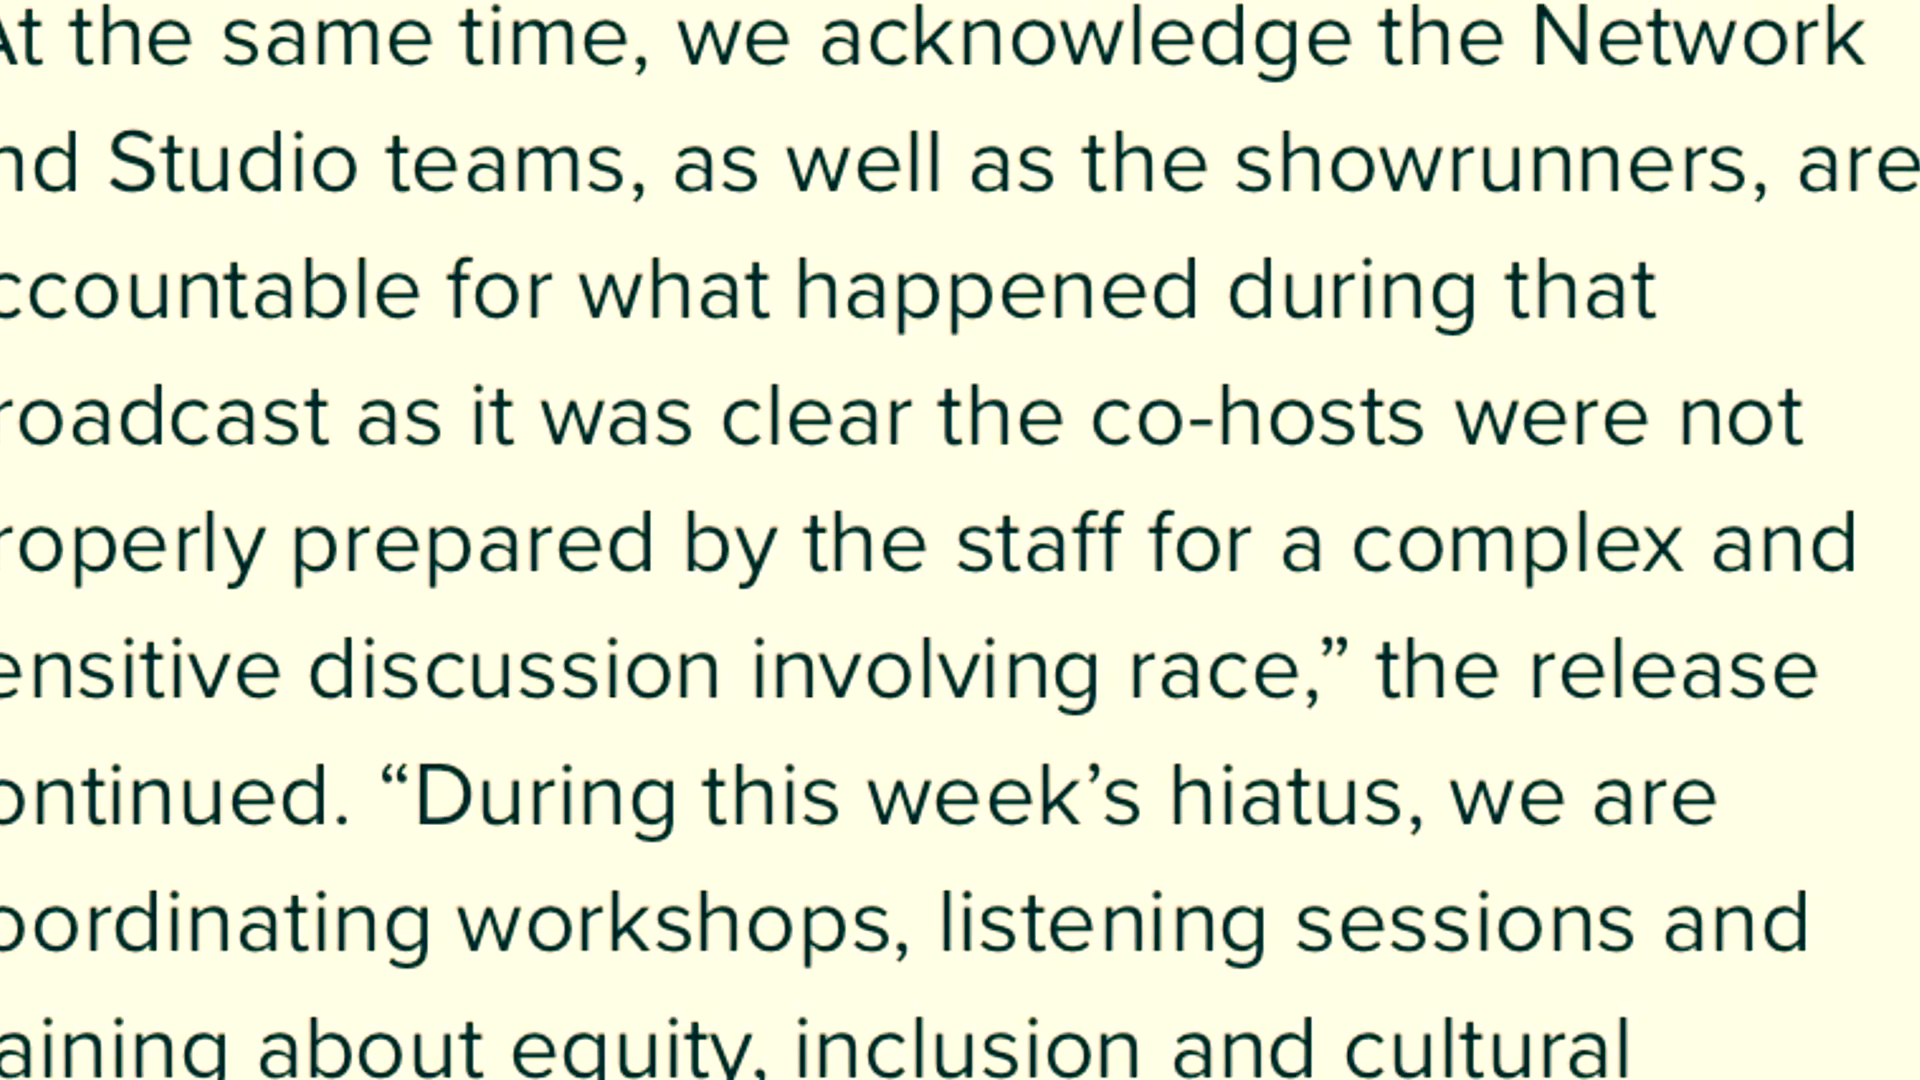 At the same time, we acknowledge the Network
nd Studio teams, as well as the showrunners, are
ccountable for what happened during that
roadcast as it was clear the co-hosts were not
roperly prepared by the staff for a complex and
ensitive discussion involving race,” the release
ontinued. “During this week’s hiatus, we are
oordinating workshops, listening sessions and
aining about equity, inclusion and cultural